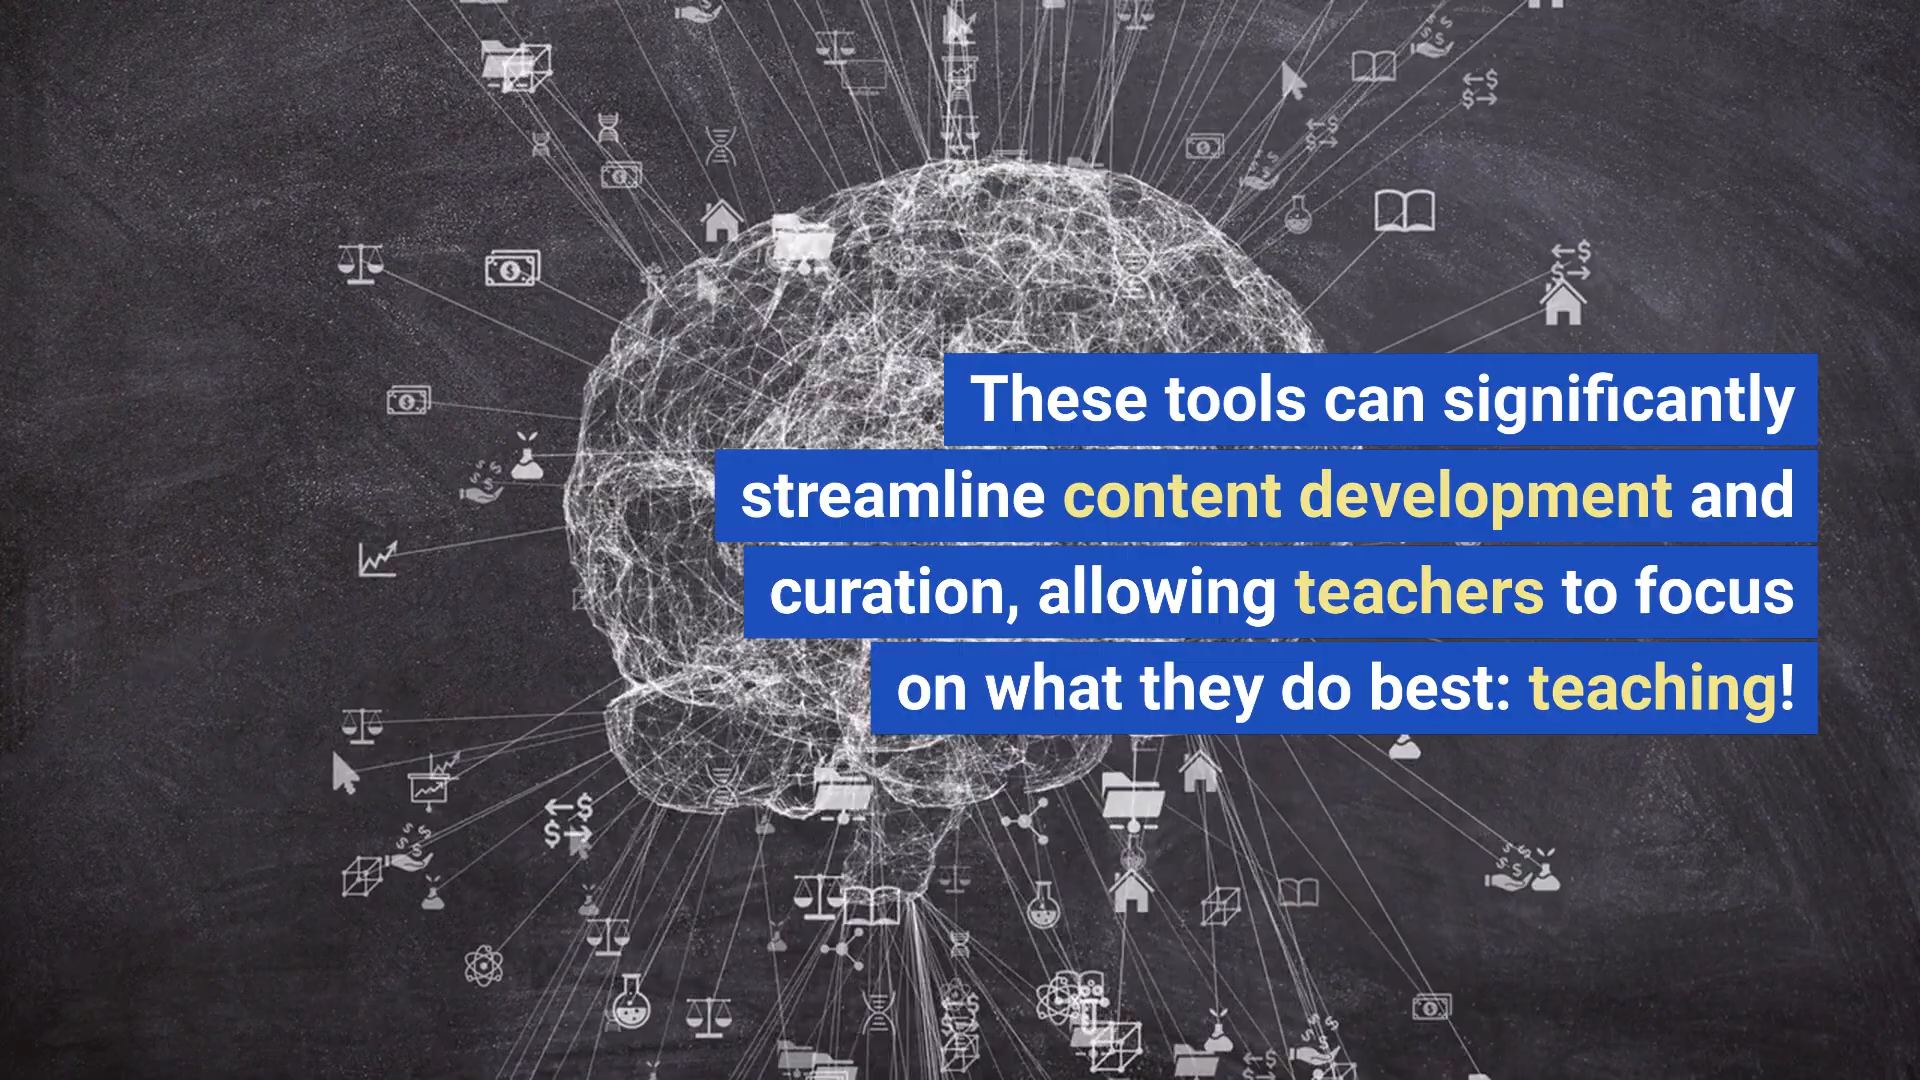 These tools can significantly
streamline content development and
curation, allowing teachers to focus
on what they do best: teaching!